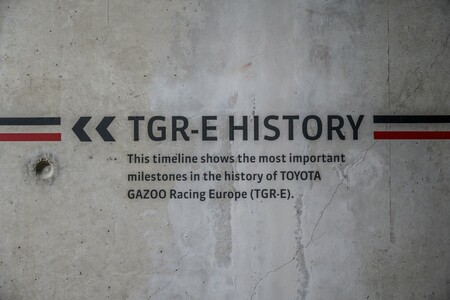 TGR-E HISTORY
This timeline shows the most important
milestones in the history of TOYOTA
GAZOO Racing Europe (TGR-E).